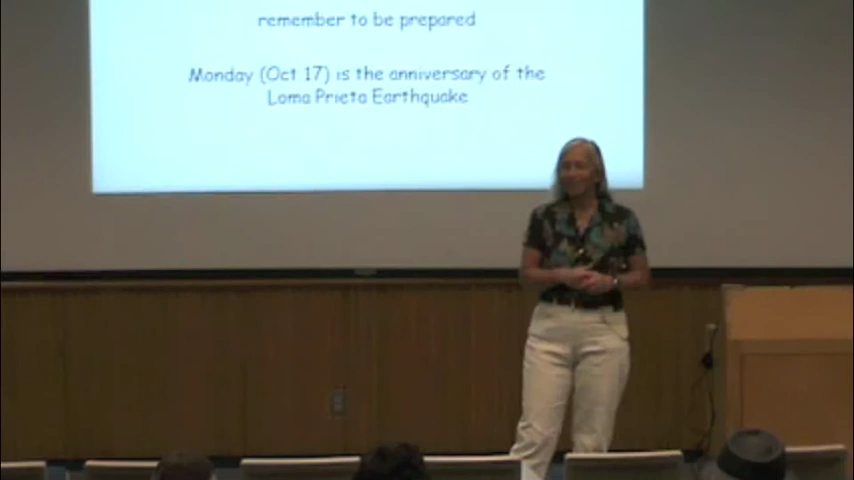 remember to be prepared
Monday (Oct 17) is the anniversary of the
Loma Prieta Earthquake